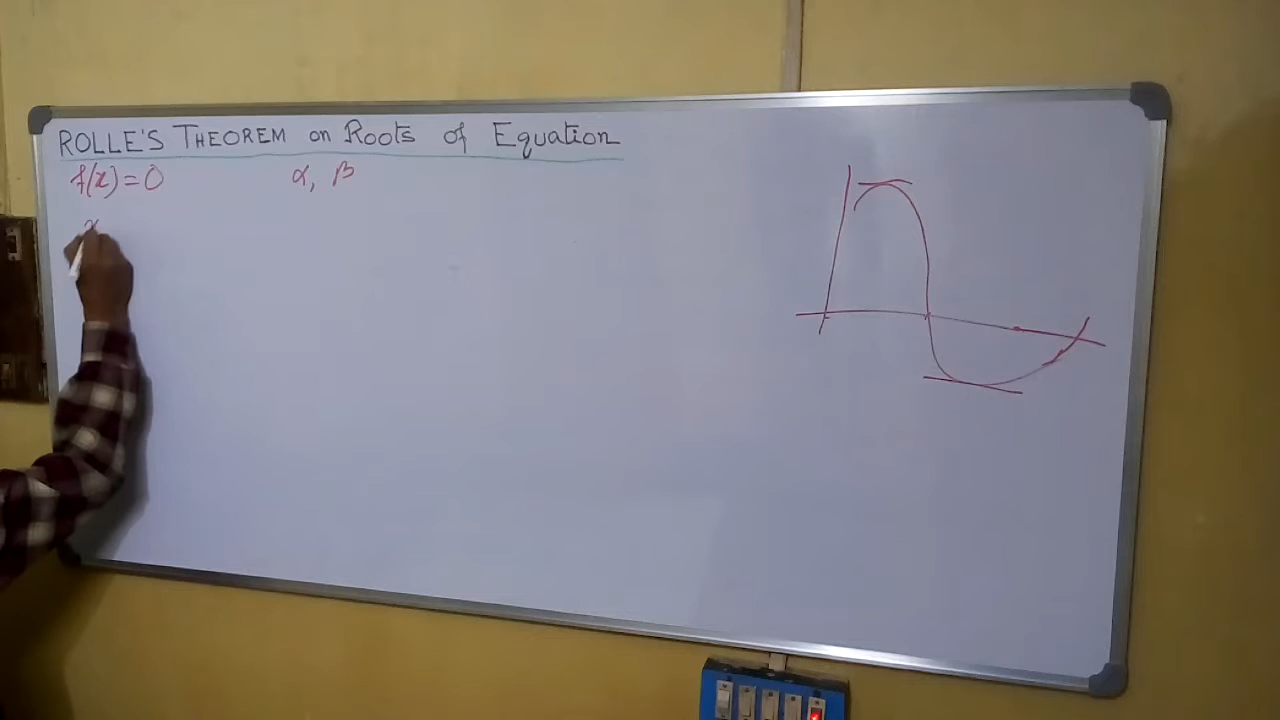 ROLLE'S THEOREM on Roots of Equation
f(x) = 0 α, β
x